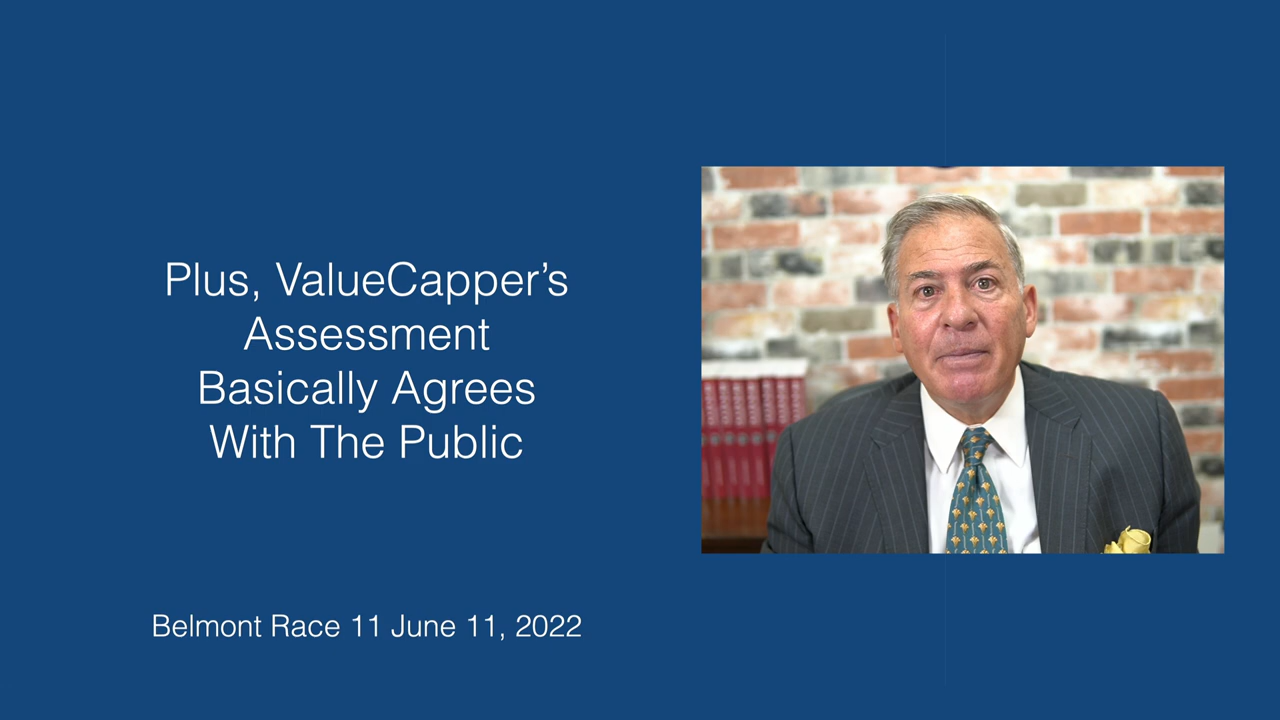 Plus, ValueCapper’s
Assessment
Basically Agrees
With The Public
Belmont Race 11 June 11, 2022